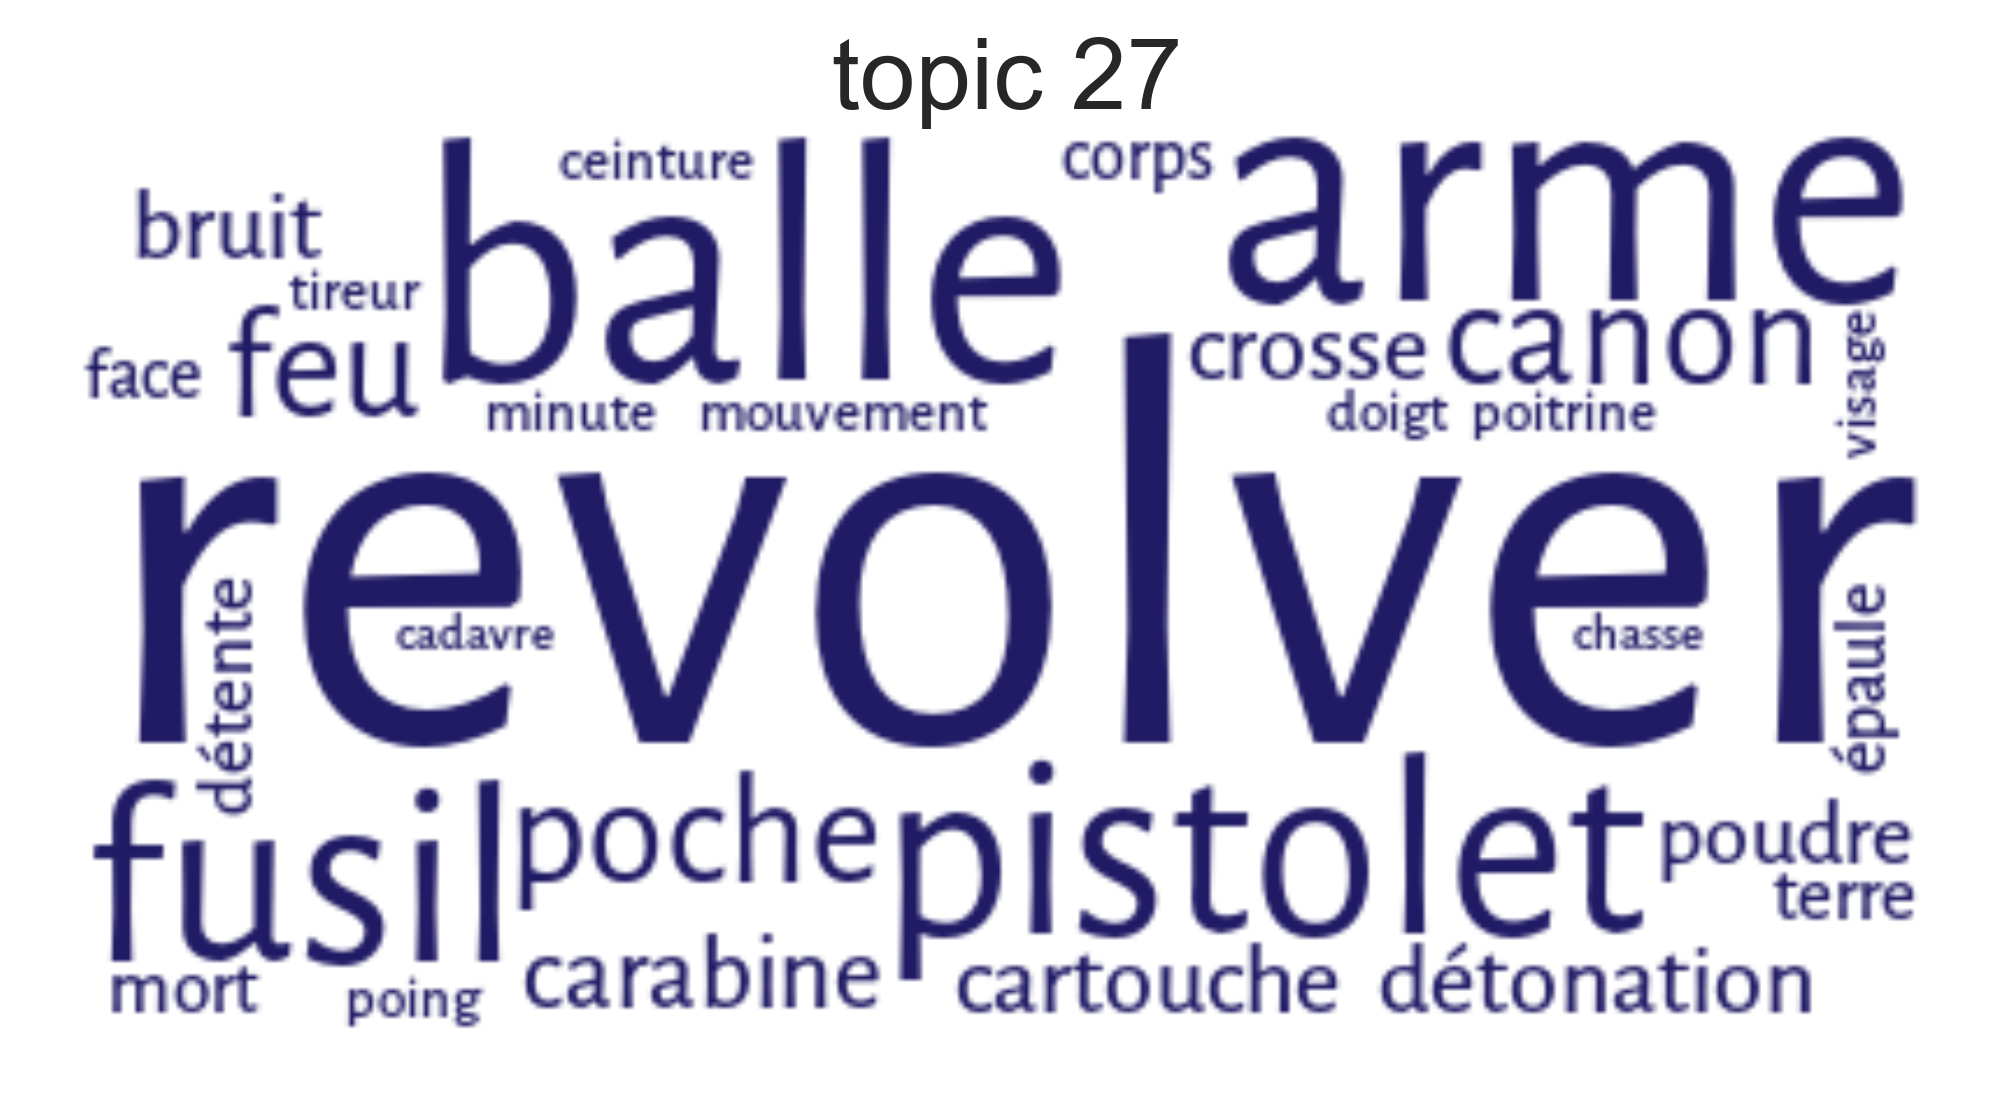 topic 27
ceinture
corps
balle
arme
bruit
tireur
feu
face
crosse
canon
visage
minute
mouvement
doigt
poitrine
revolver
détente
cadavre
chasse
épaule
fusil
poche
pistolet
poudre
terre
mort
poing
carabine
cartouche
détonation